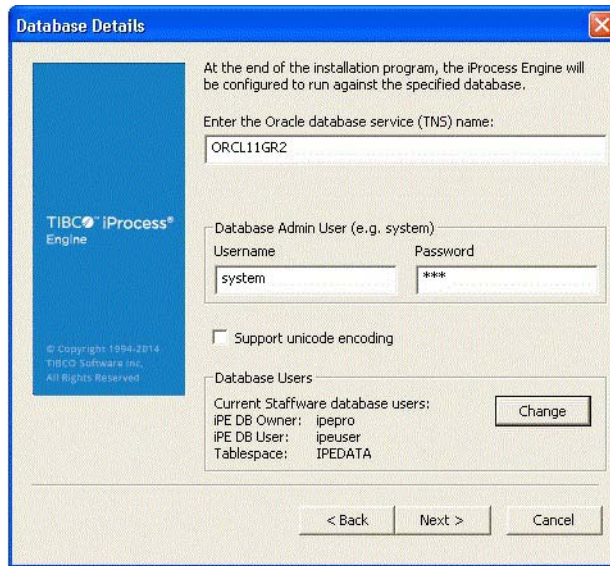 Database Details
At the end of the installation program, the iProcess Engine will
be configured to run against the specified database.
Enter the Oracle database service (TNS) name:
ORCL11GR2
TIBCO™ iProcess®
Engine
Database Admin User (e.g. system)
Username Password
system ***
Support unicode encoding
© Copyright 1994-2014
TIBCO Software Inc.
All Rights Reserved
Database Users
Current Staffware database users:
iPE DB Owner: ipepro
iPE DB User: ipeuser
Tablespace: IPEDATA
Change
< Back Next > Cancel